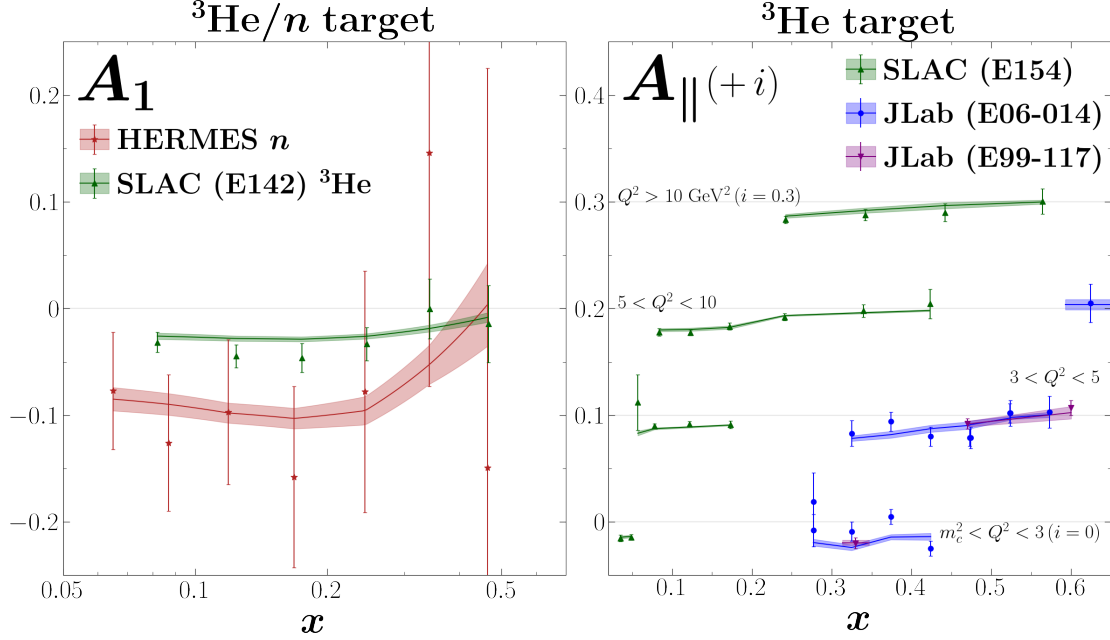 ³He/n target
A₁
HERMES n
SLAC (E142) ³He
0.2
0.1
0
−0.1
−0.2
0.05
0.1
0.2
0.5
x
³He target
A∥(+ i)
SLAC (E154)
JLab (E06-014)
JLab (E99-117)
Q² > 10 GeV² (i = 0.3)
5 < Q² < 10
3 < Q² < 5
m²c < Q² < 3 (i = 0)
0.4
0.3
0.2
0.1
0
0.1
0.2
0.3
0.4
0.5
0.6
x